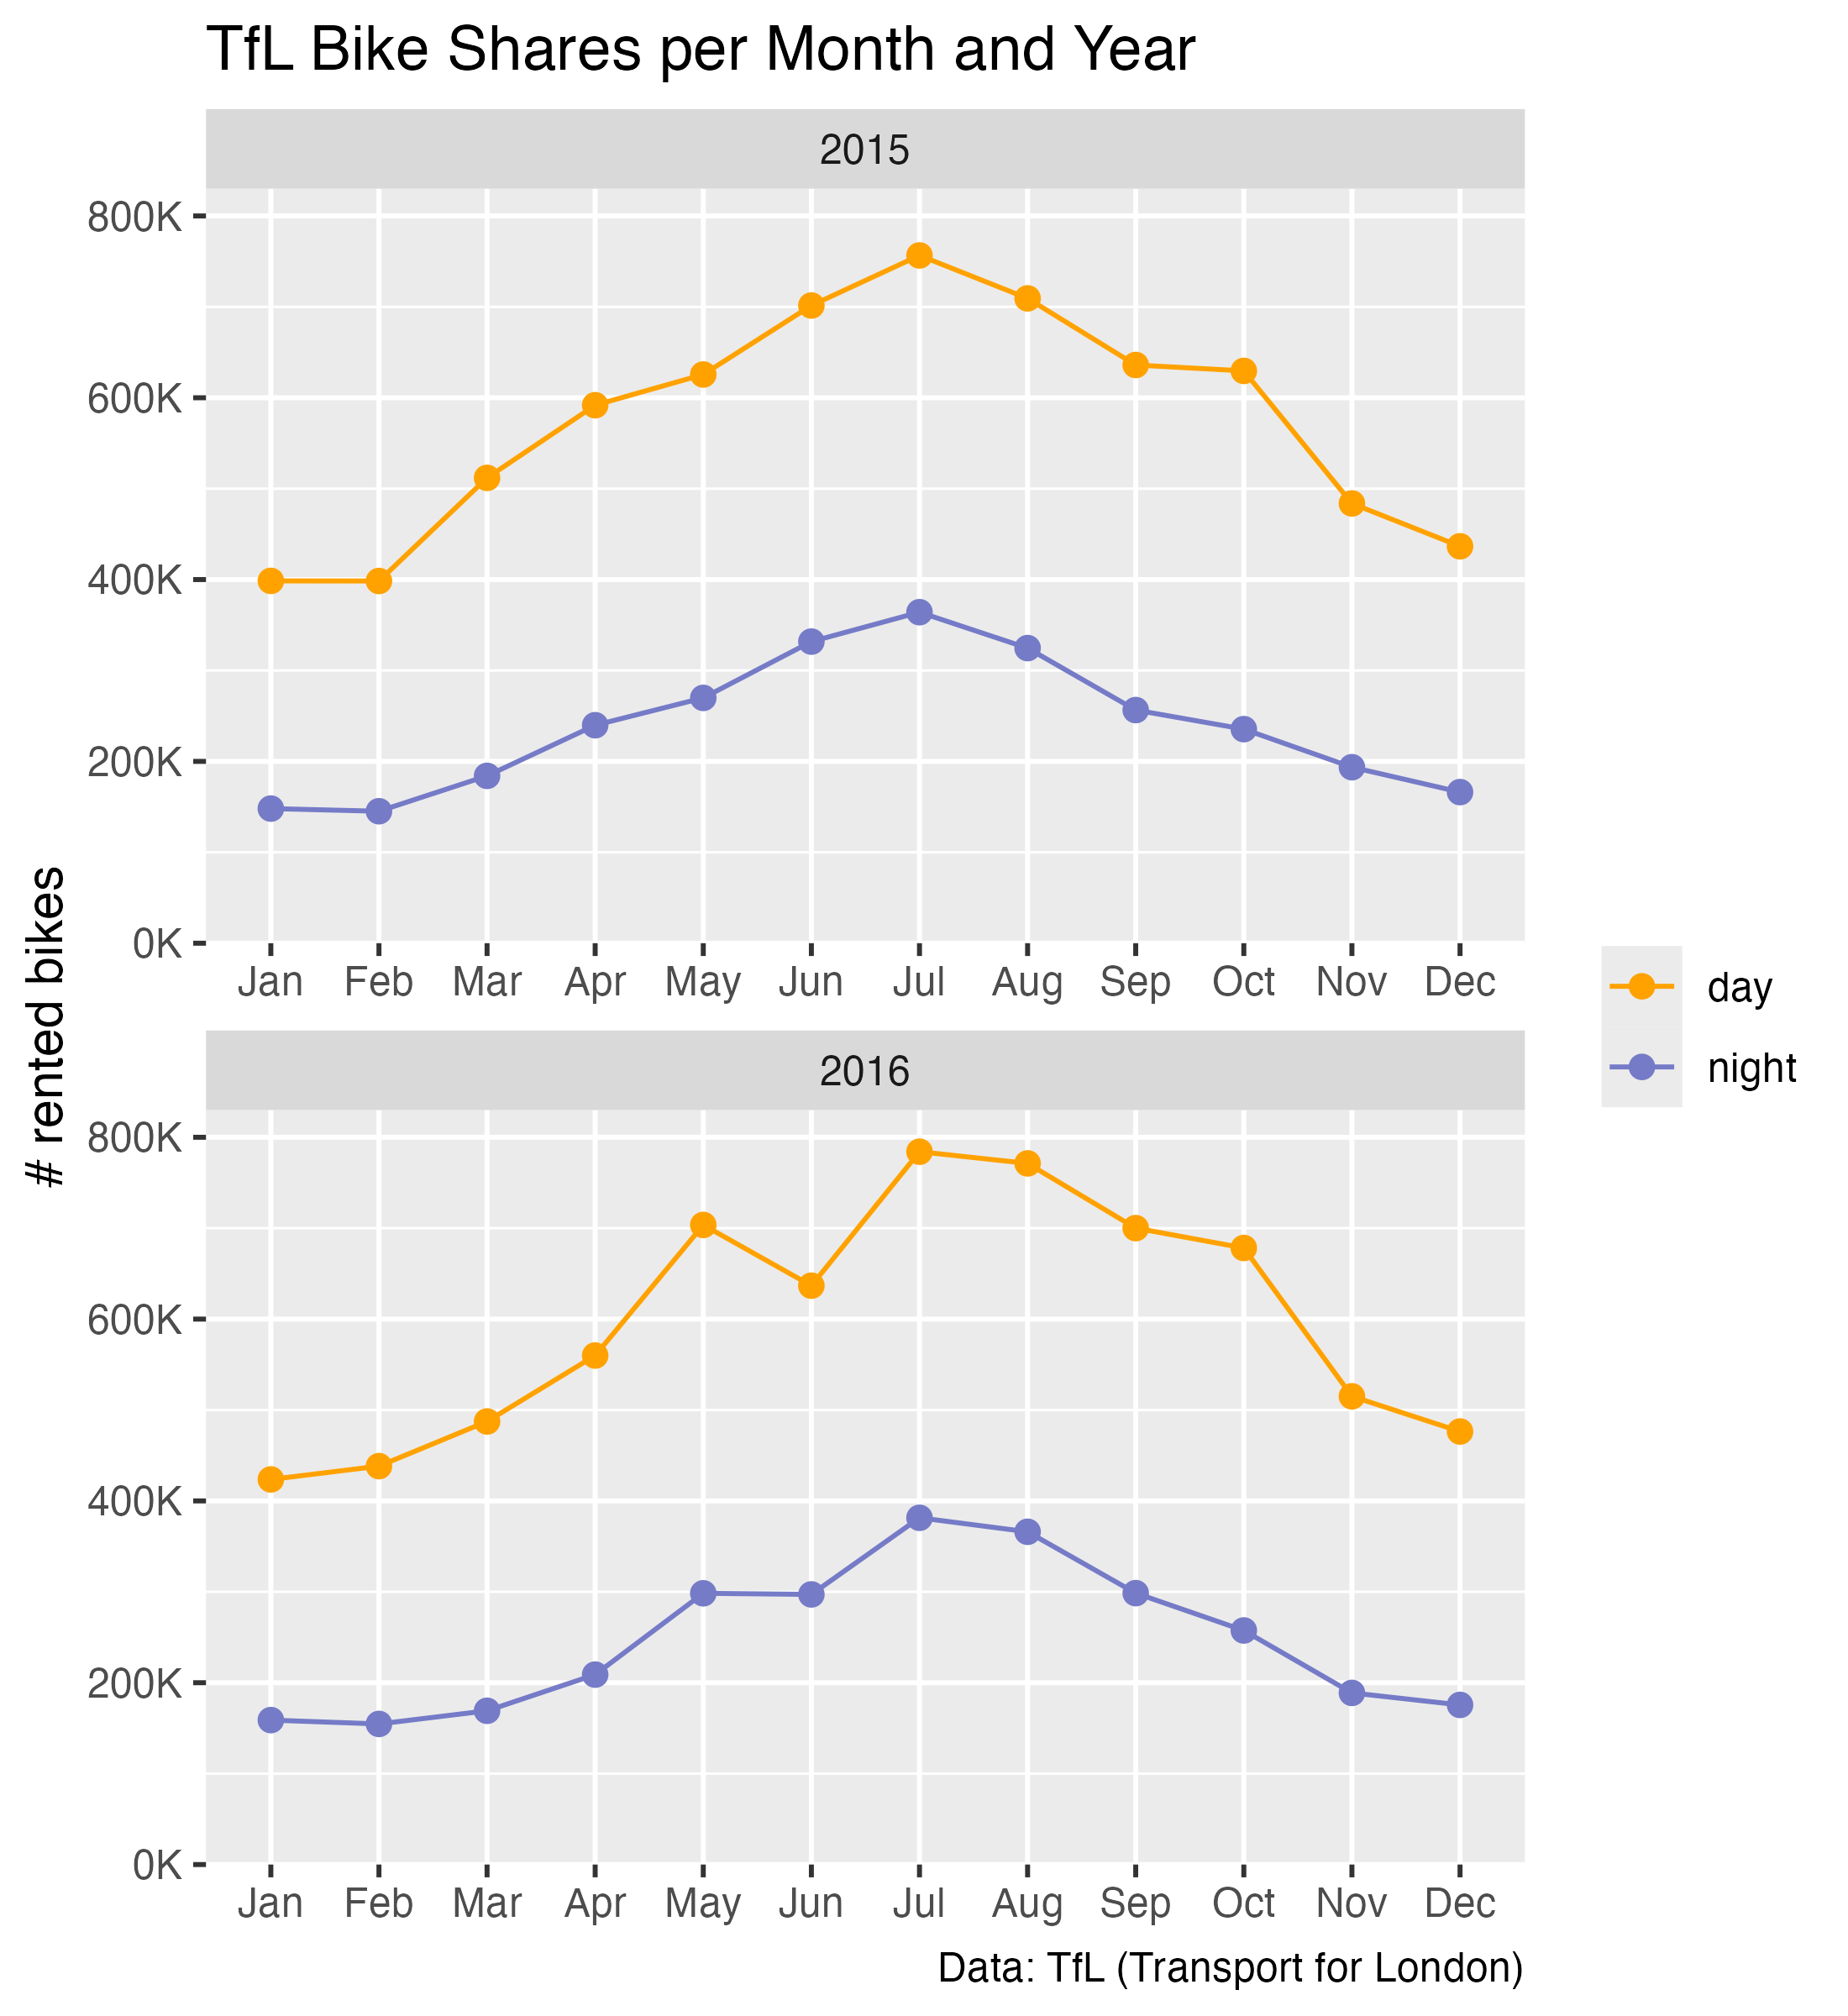 TfL Bike Shares per Month and Year
2015
800K
600K
400K
200K
0K
Jan Feb Mar Apr May Jun Jul Aug Sep Oct Nov Dec
# rented bikes
day
night
2016
800K
600K
400K
200K
0K
Jan Feb Mar Apr May Jun Jul Aug Sep Oct Nov Dec
Data: TfL (Transport for London)